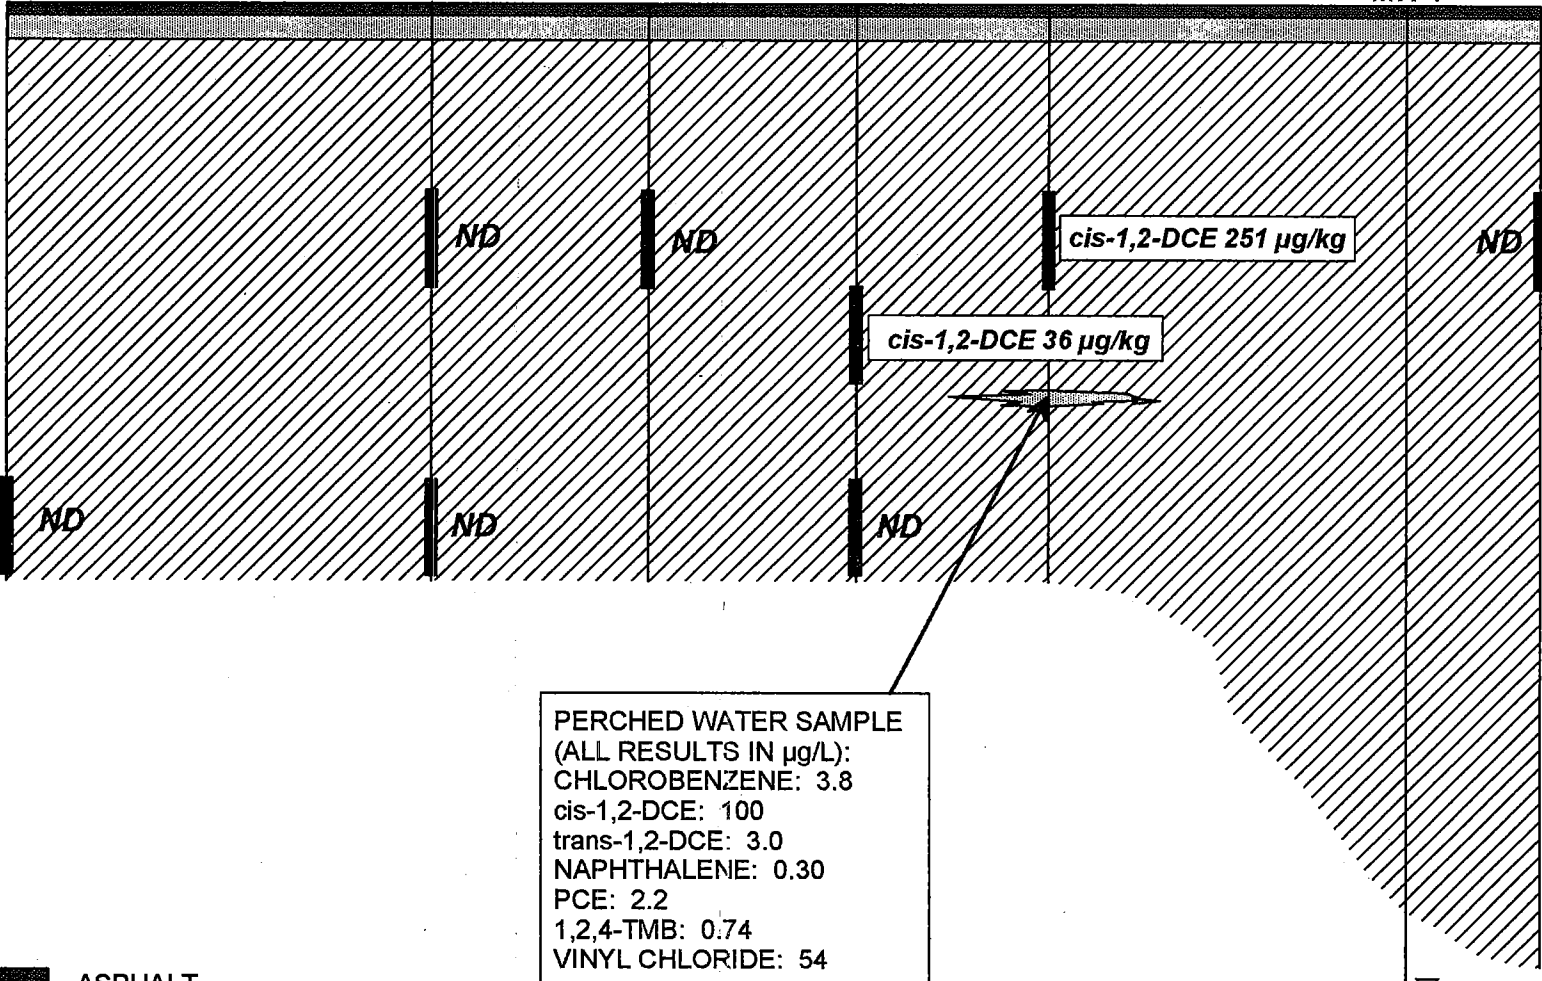 ND
ND
cis-1,2-DCE 251 µg/kg
ND
cis-1,2-DCE 36 µg/kg
ND
ND
ND
PERCHED WATER SAMPLE
(ALL RESULTS IN µg/L):
CHLOROBENZENE: 3.8
cis-1,2-DCE: 100
trans-1,2-DCE: 3.0
NAPHTHALENE: 0.30
PCE: 2.2
1,2,4-TMB: 0.74
VINYL CHLORIDE: 54
ASPHALT